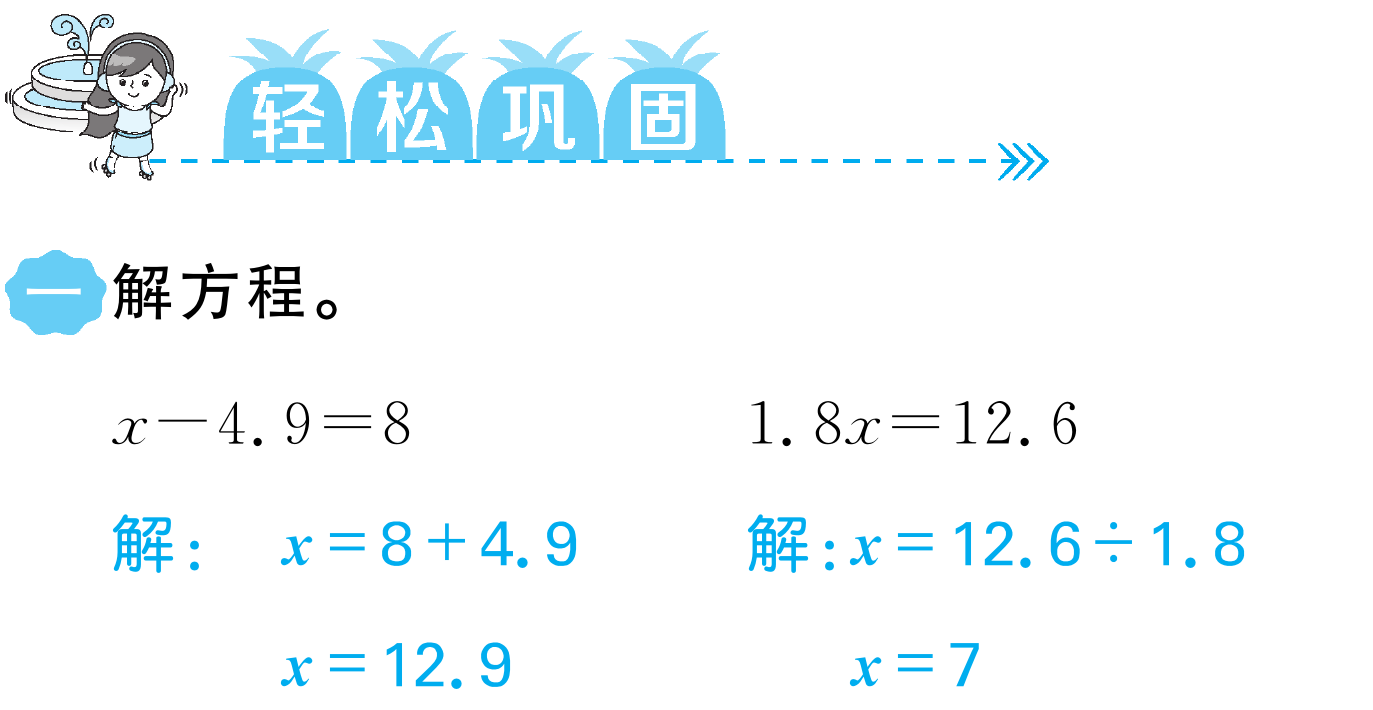 轻松巩固
一 解方程。
x－4.9＝8 1.8x＝12.6
解： x＝8＋4.9 解：x＝12.6÷1.8
x＝12.9 x＝7